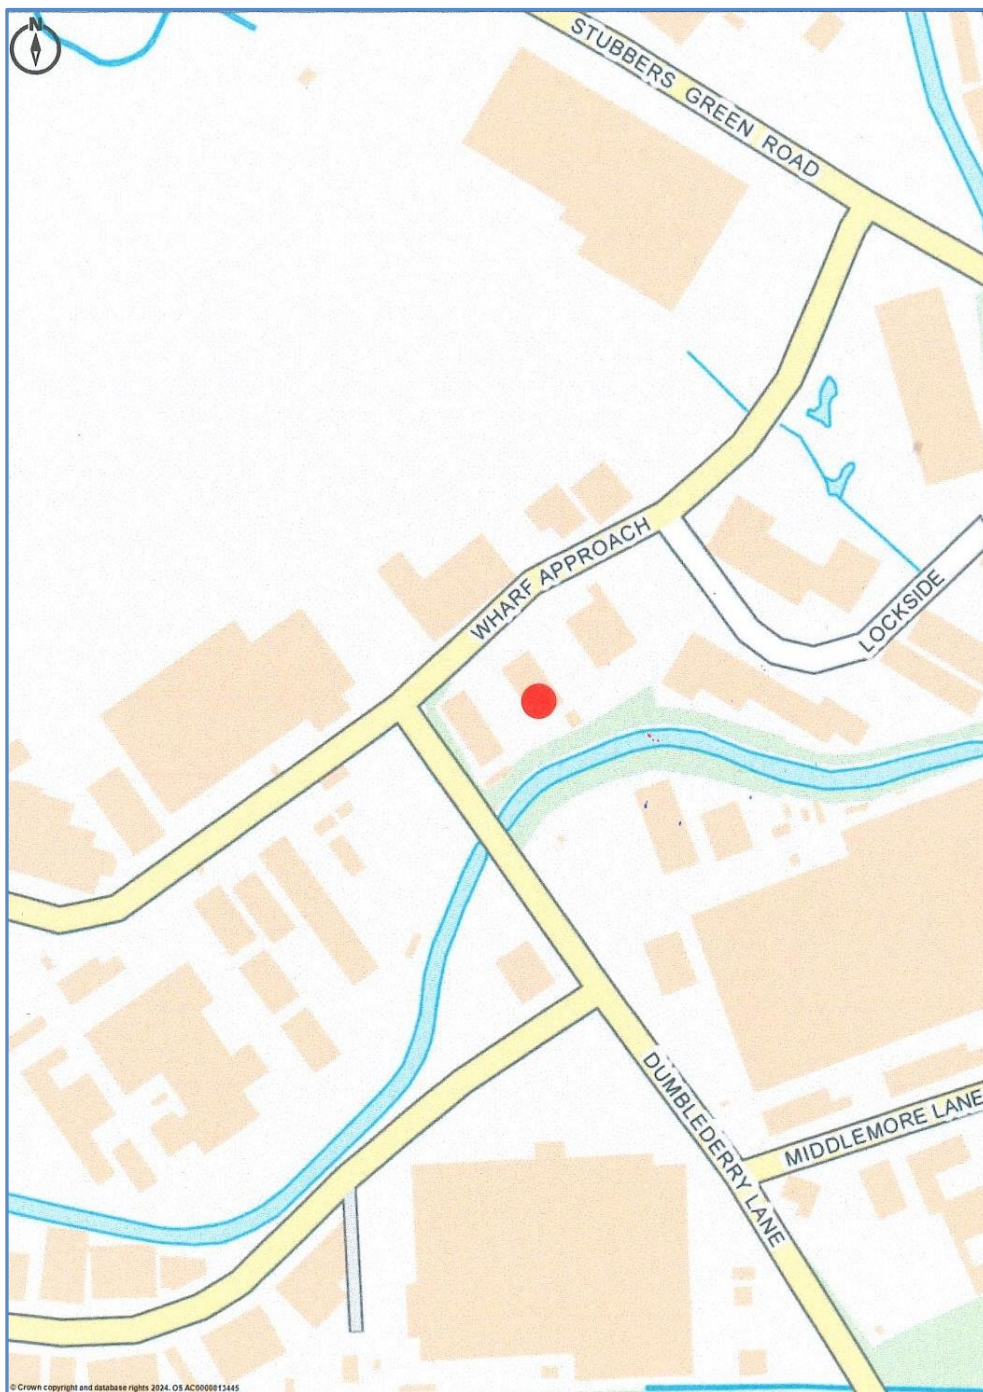 N
STUBBERS GREEN ROAD
WHARF APPROACH
LOCKSIDE
DUMBLEDERRY LANE
MIDDLEMORE LANE
© Crown copyright and database rights 2024. OS AC0000813445